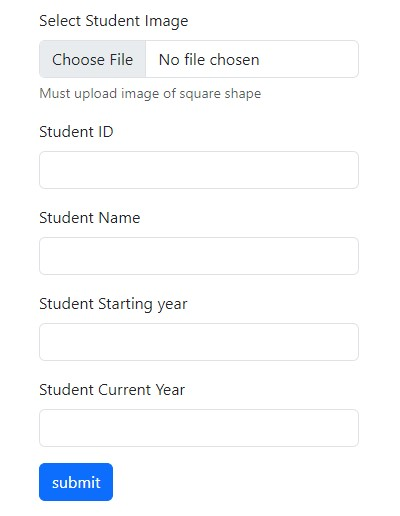 Select Student Image
Choose File No file chosen
Must upload image of square shape
Student ID
Student Name
Student Starting year
Student Current Year
submit